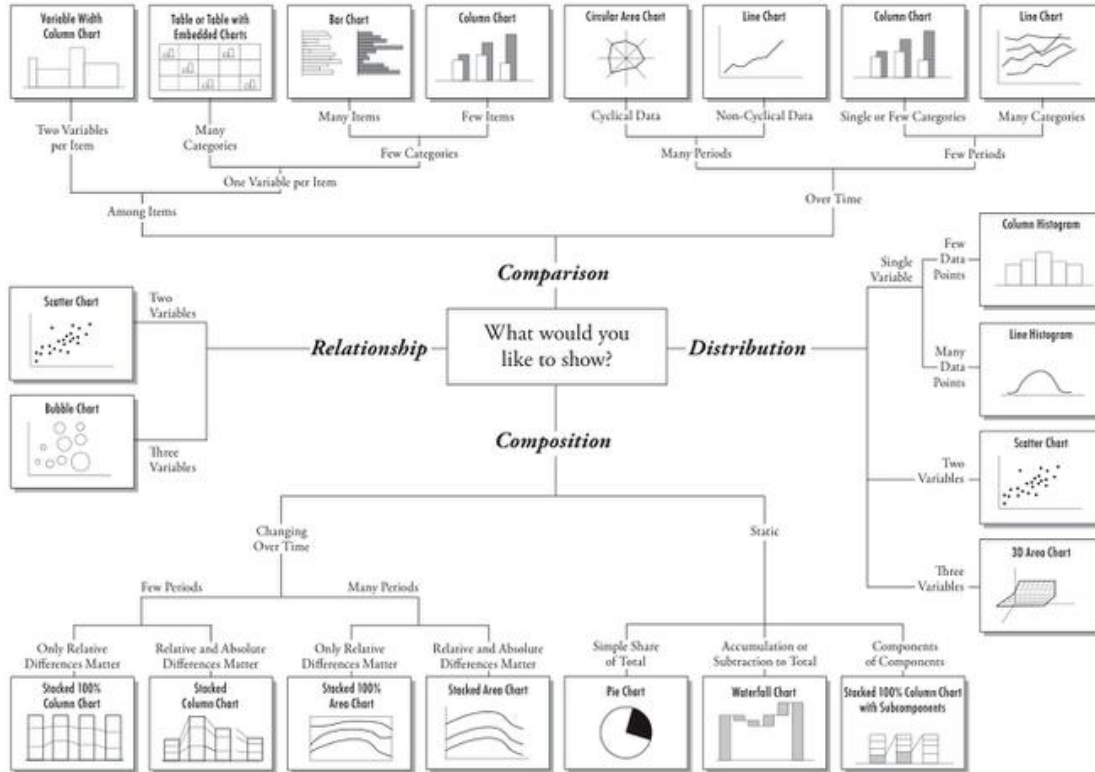 Variable Width
Column Chart
Table or Table with
Embedded Charts
Bar Chart
Column Chart
Circular Area Chart
Line Chart
Column Chart
Line Chart
Two Variables
per Item
Many
Categories
Many Items
Few Items
Cyclical Data
Non-Cyclical Data
Single or Few Categories
Many Categories
Few Categories
Many Periods
Few Periods
One Variable per Item
Among Items
Over Time
Comparison
What would you
like to show?
Relationship
Two
Variables
Scatter Chart
Three
Variables
Bubble Chart
Distribution
Single
Variable
Few
Data
Points
Column Histogram
Many
Data
Points
Line Histogram
Two
Variables
Scatter Chart
Three
Variables
3D Area Chart
Composition
Changing
Over Time
Static
Few Periods
Many Periods
Only Relative
Differences Matter
Relative and Absolute
Differences Matter
Only Relative
Differences Matter
Relative and Absolute
Differences Matter
Simple Share
of Total
Accumulation or
Subtraction to Total
Components
of Components
Stacked 100%
Column Chart
Stacked
Column Chart
Stacked 100%
Area Chart
Stacked Area Chart
Pie Chart
Waterfall Chart
Stacked 100% Column Chart
with Subcomponents